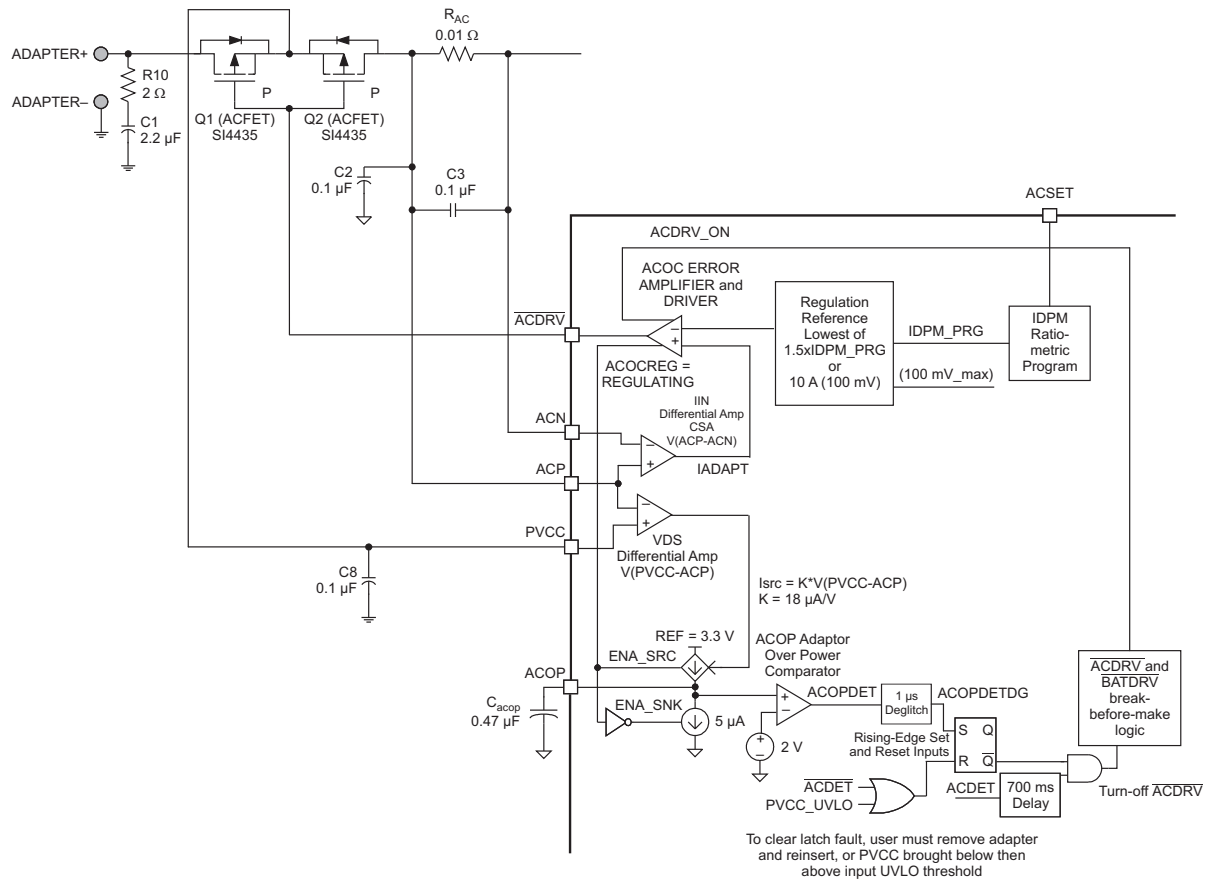 R_AC
0.01 Ω
ADAPTER+
R10
2 Ω
P
P
ADAPTER–
C1
2.2 µF
Q1 (ACFET)
SI4435
Q2 (ACFET)
SI4435
C2
0.1 µF
C3
0.1 µF
ACSET
ACDRV_ON
ACOC ERROR
AMPLIFIER and
DRIVER
Regulation
Reference
Lowest of
1.5xIDPM_PRG
or
10 A (100 mV)
IDPM_PRG
(100 mV_max)
IDPM
Ratio-
metric
Program
ACDRV
–
+
ACOCREG =
REGULATING
IIN
Differential Amp
CSA
V(ACP-ACN)
ACN
–
+
IADAPT
ACP
–
+
PVCC
VDS
Differential Amp
V(PVCC-ACP)
C8
0.1 µF
Isrc = K*V(PVCC-ACP)
K = 18 µA/V
REF = 3.3 V
ENA_SRC
ACOP Adaptor
Over Power
Comparator
ACOP
C_acop
0.47 µF
ENA_SNK
5 µA
+
–
+
–
2 V
ACOPDET
1 µs
Deglitch
ACOPDETDG
Rising-Edge Set
and Reset Inputs
S Q
R Q
ACDRV and
BATDRV
break-
before-make
logic
ACDET
PVCC_UVLO
ACDET
700 ms
Delay
Turn-off ACDRV
To clear latch fault, user must remove adapter
and reinsert, or PVCC brought below then
above input UVLO threshold